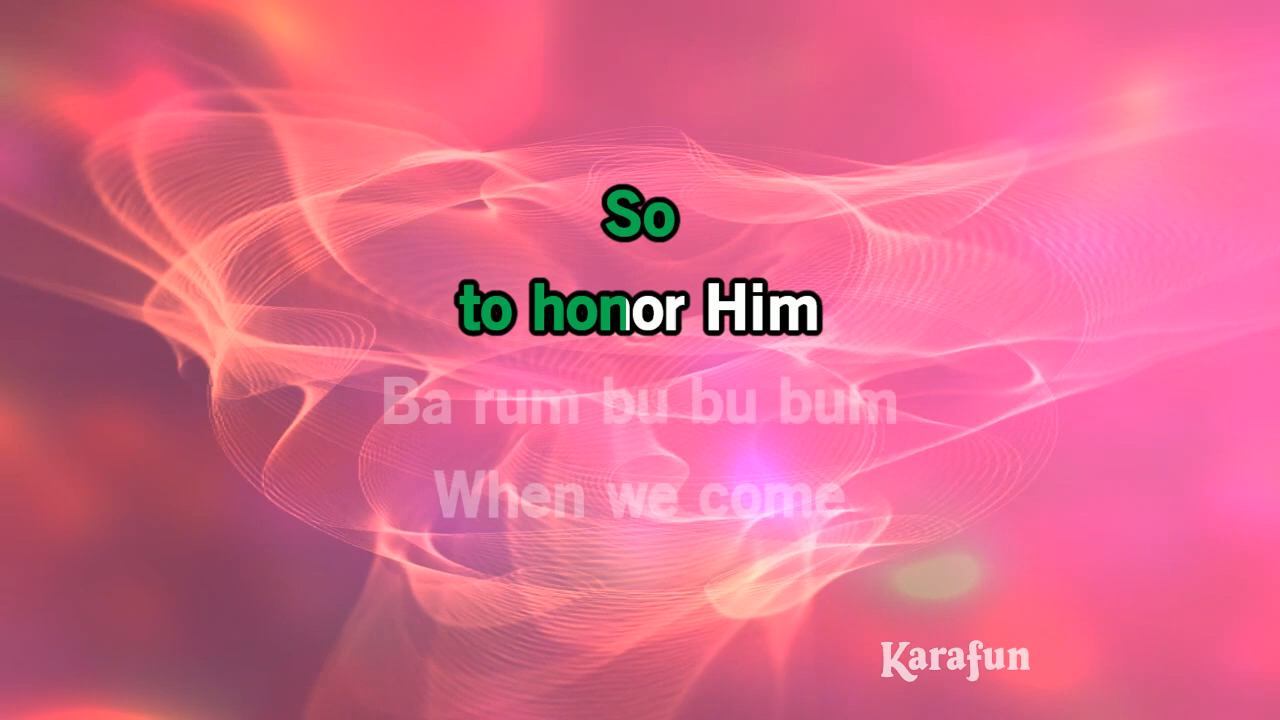 So
to honor Him
Ba rum bu bu bum
When we come
Karafun